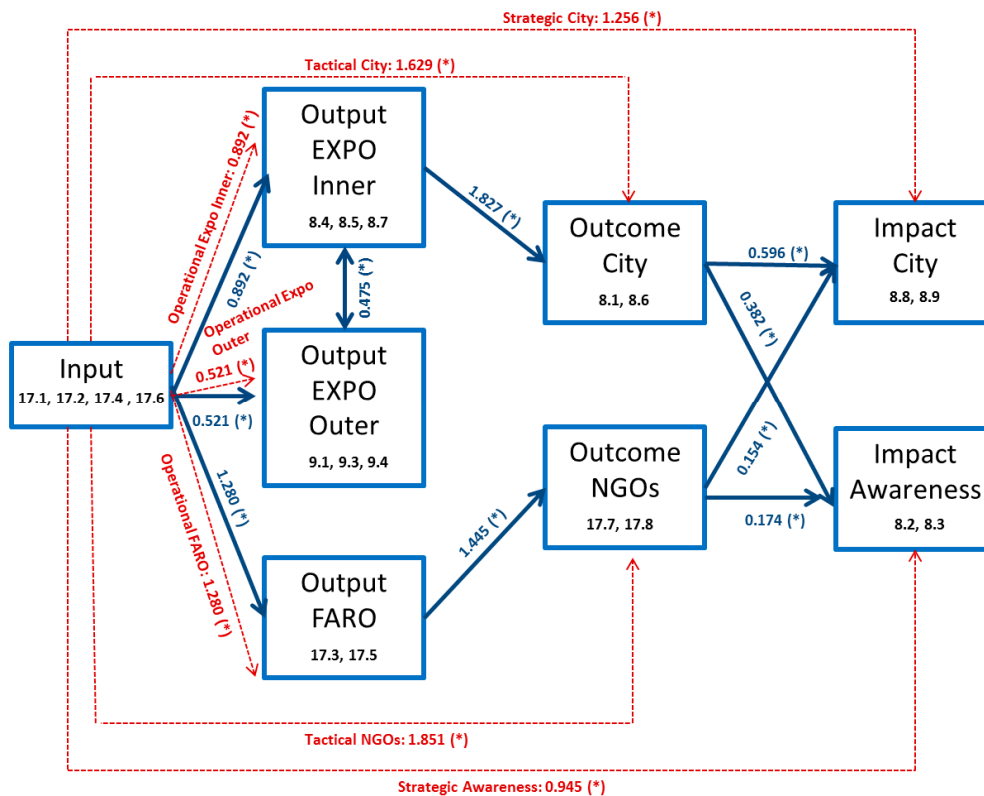 Strategic City: 1.256 (*)
Tactical City: 1.629 (*)
Output
EXPO
Inner
8.4, 8.5, 8.7
Operational Expo Inner: 0.892 (*)
0.892 (*)
1.827 (*)
Outcome
City
8.1, 8.6
0.596 (*)
Impact
City
8.8, 8.9
0.475 (*)
0.382 (*)
Operational Expo
Outer
0.521 (*)
Input
17.1, 17.2, 17.4 , 17.6
0.521 (*)
Output
EXPO
Outer
9.1, 9.3, 9.4
Outcome
NGOs
17.7, 17.8
0.154 (*)
0.174 (*)
Impact
Awareness
8.2, 8.3
1.280 (*)
Operational FARO: 1.280 (*)
1.445 (*)
Output
FARO
17.3, 17.5
Tactical NGOs: 1.851 (*)
Strategic Awareness: 0.945 (*)